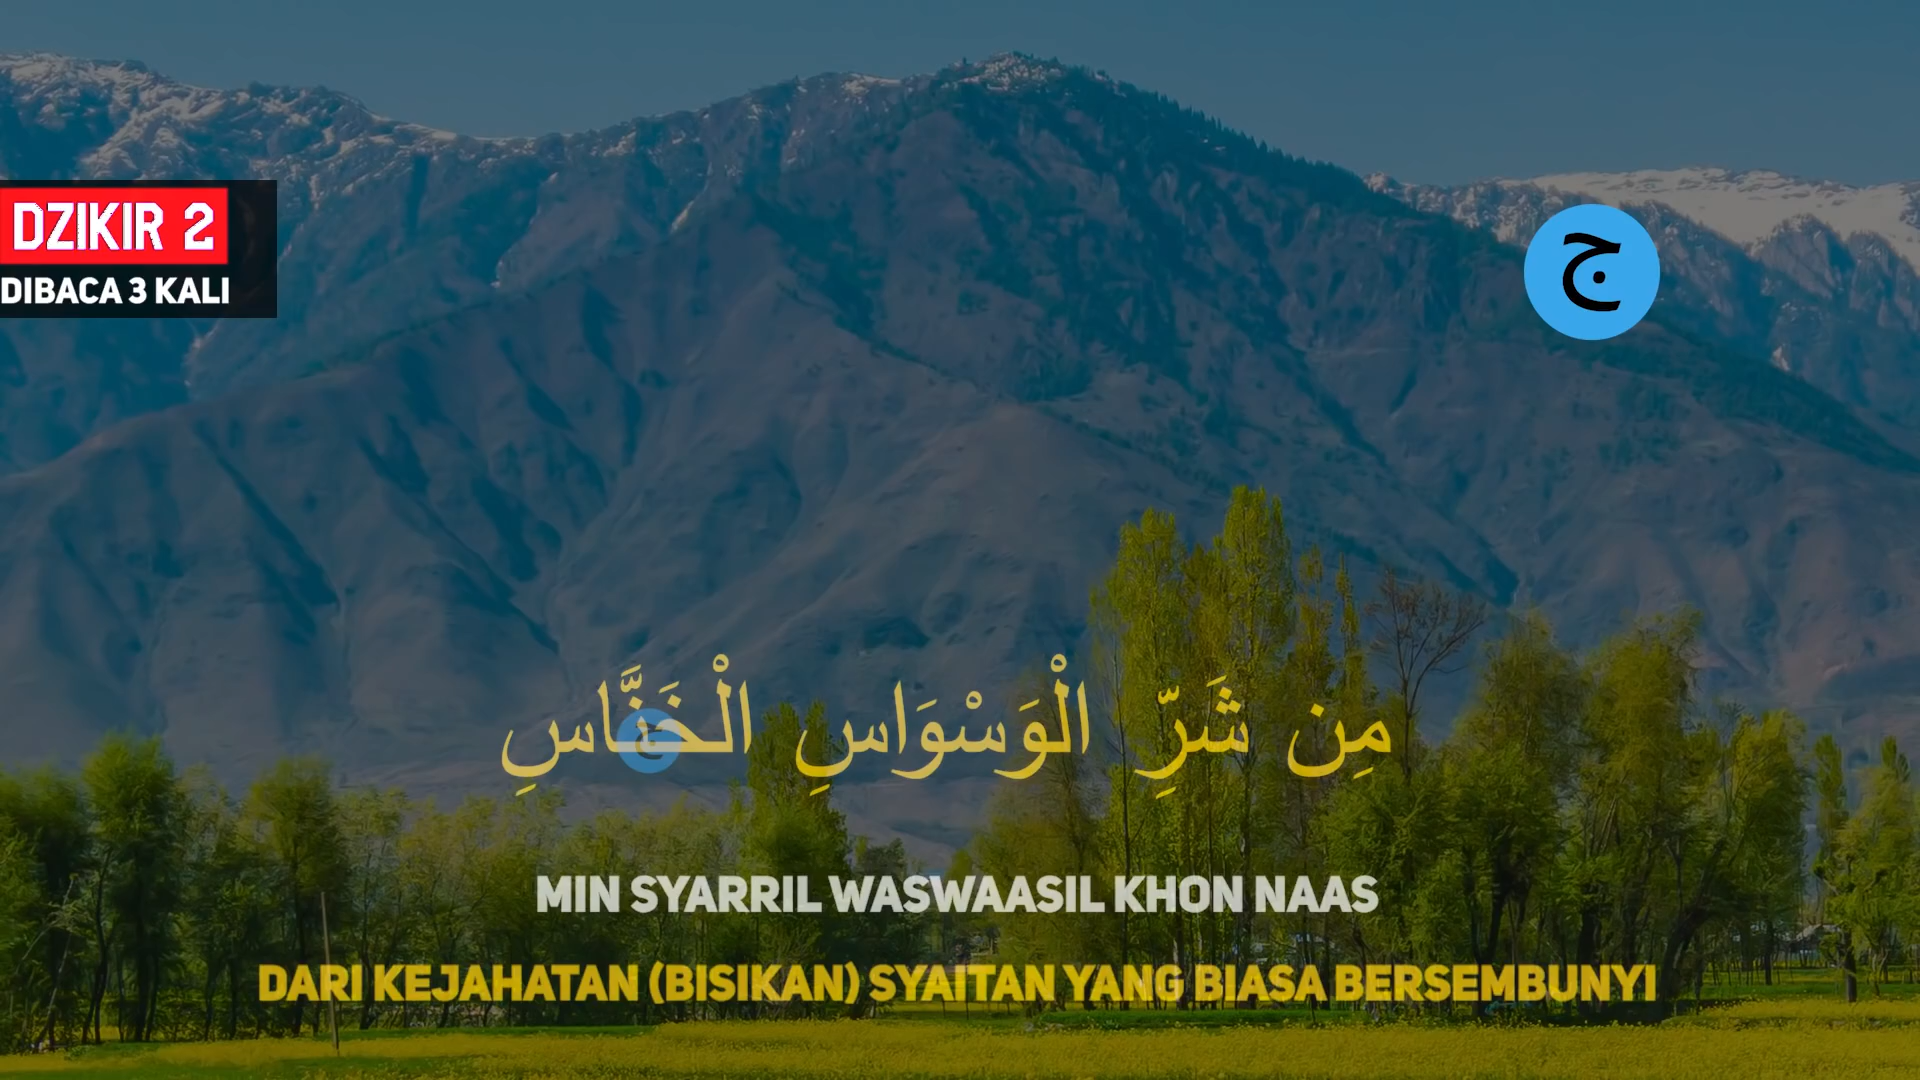 DZIKIR 2
DIBACA 3 KALI
ج
مِن شَرِّ الْوَسْوَاسِ الْخَنَّاسِ
MIN SYARRIL WASWAASIL KHON NAAS
DARI KEJAHATAN (BISIKAN) SYAITAN YANG BIASA BERSEMBUNYI